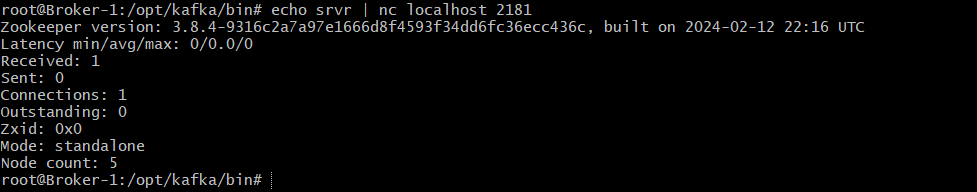 root@Broker-1:/opt/kafka/bin# echo srvr | nc localhost 2181
Zookeeper version: 3.8.4-9316c2a7a97e1666d8f4593f34dd6fc36ecc436c, built on 2024-02-12 22:16 UTC
Latency min/avg/max: 0/0.0/0
Received: 1
Sent: 0
Connections: 1
Outstanding: 0
Zxid: 0x0
Mode: standalone
Node count: 5
root@Broker-1:/opt/kafka/bin#